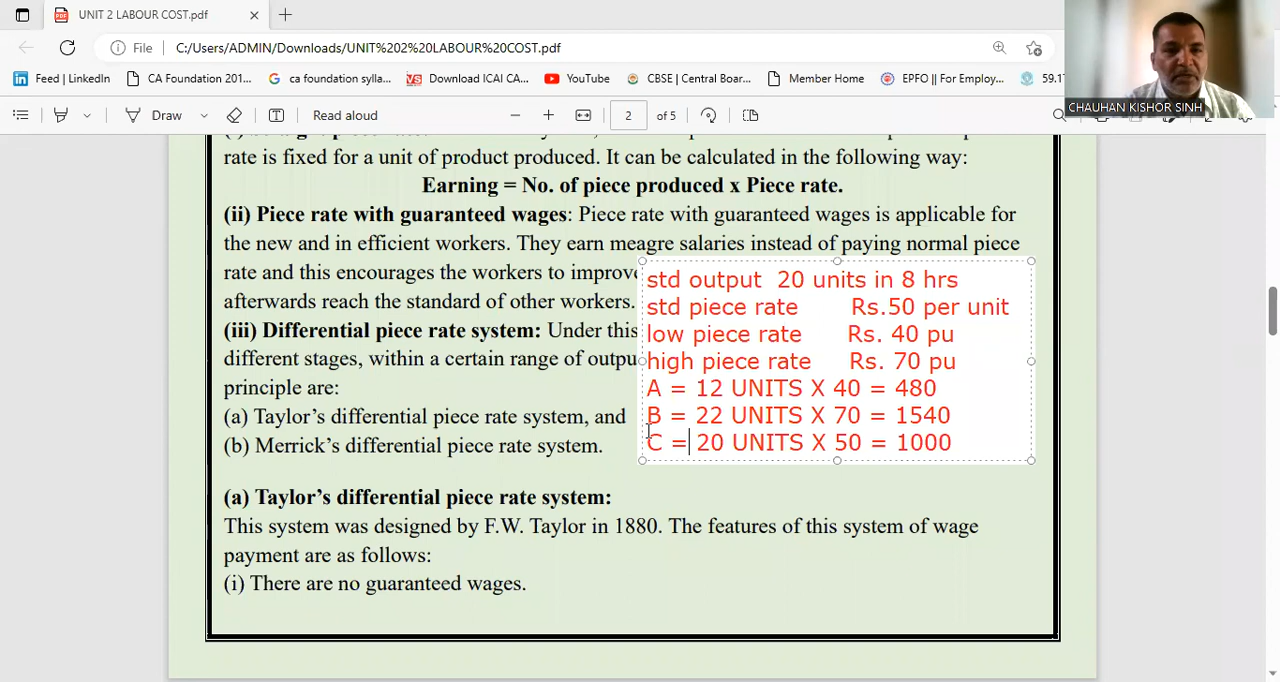 UNIT 2 LABOUR COST.pdf
File
C:/Users/ADMIN/Downloads/UNIT%202%20LABOUR%20COST.pdf
Feed | LinkedIn
CA Foundation 201...
ca foundation sylla...
Download ICAI CA...
YouTube
CBSE | Central Boar...
Member Home
EPFO || For Employ...
59.1
CHAUHAN KISHOR SINH
Draw
Read aloud
2
of 5
rate is fixed for a unit of product produced. It can be calculated in the following way:
Earning = No. of piece produced x Piece rate.
(ii) Piece rate with guaranteed wages: Piece rate with guaranteed wages is applicable for
the new and in efficient workers. They earn meagre salaries instead of paying normal piece
rate and this encourages the workers to improve
afterwards reach the standard of other workers.
(iii) Differential piece rate system: Under this
different stages, within a certain range of outpu
principle are:
(a) Taylor's differential piece rate system, and
(b) Merrick's differential piece rate system.
std output 20 units in 8 hrs
std piece rate Rs.50 per unit
low piece rate Rs. 40 pu
high piece rate Rs. 70 pu
A = 12 UNITS X 40 = 480
B = 22 UNITS X 70 = 1540
C = 20 UNITS X 50 = 1000
(a) Taylor's differential piece rate system:
This system was designed by F.W. Taylor in 1880. The features of this system of wage
payment are as follows:
(i) There are no guaranteed wages.